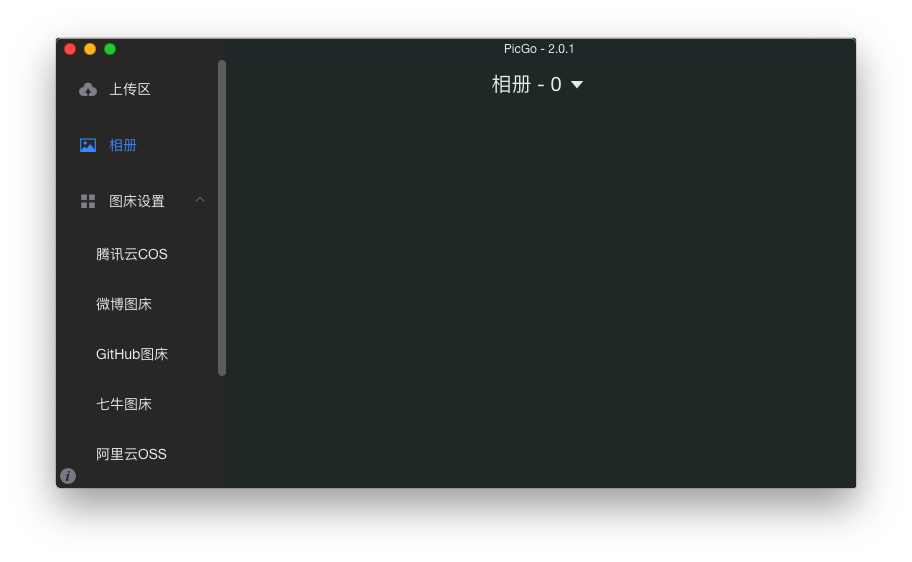 PicGo - 2.0.1
上传区
相册
图床设置
腾讯云COS
微博图床
GitHub图床
七牛图床
阿里云OSS
相册 - 0